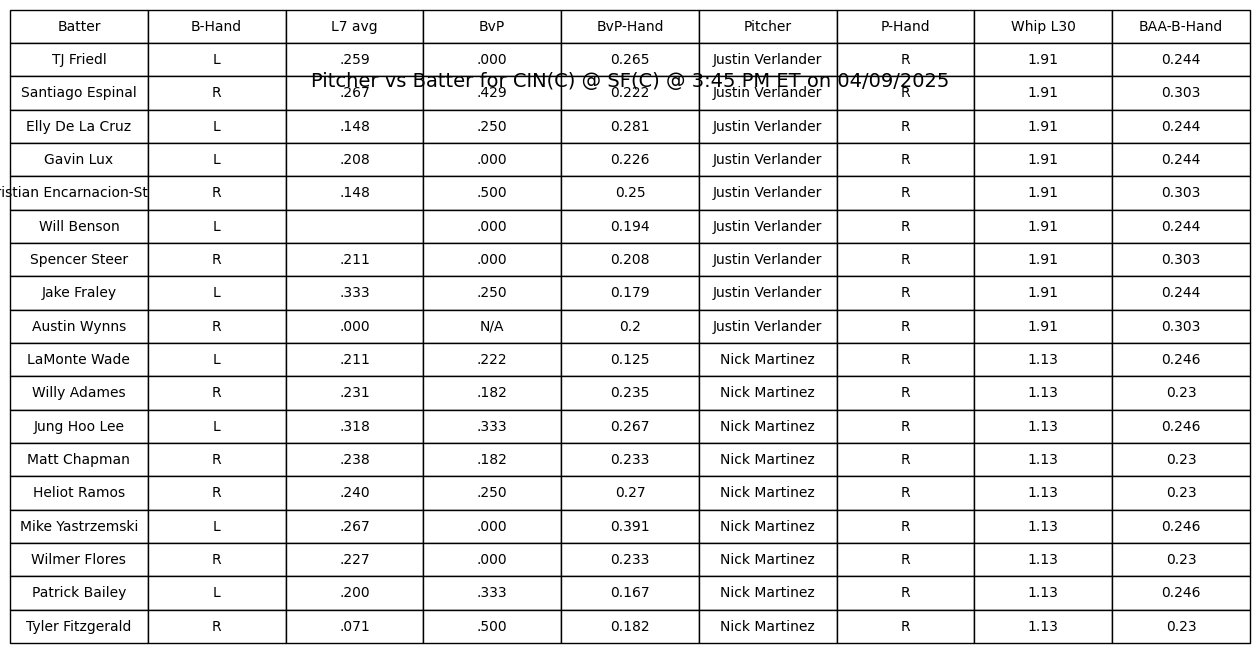 Batter B-Hand L7 avg BvP BvP-Hand Pitcher P-Hand Whip L30 BAA-B-Hand
TJ Friedl L .259 .000 0.265 Justin Verlander R 1.91 0.244
Pitcher vs Batter for CIN(C) @ SF(C) @ 3:45 PM ET on 04/09/2025
Santiago Espinal R .267 .429 0.222 Justin Verlander R 1.91 0.303
Elly De La Cruz L .148 .250 0.281 Justin Verlander R 1.91 0.244
Gavin Lux L .208 .000 0.226 Justin Verlander R 1.91 0.244
ristian Encarnacion-St R .148 .500 0.25 Justin Verlander R 1.91 0.303
Will Benson L .000 0.194 Justin Verlander R 1.91 0.244
Spencer Steer R .211 .000 0.208 Justin Verlander R 1.91 0.303
Jake Fraley L .333 .250 0.179 Justin Verlander R 1.91 0.244
Austin Wynns R .000 N/A 0.2 Justin Verlander R 1.91 0.303
LaMonte Wade L .211 .222 0.125 Nick Martinez R 1.13 0.246
Willy Adames R .231 .182 0.235 Nick Martinez R 1.13 0.23
Jung Hoo Lee L .318 .333 0.267 Nick Martinez R 1.13 0.246
Matt Chapman R .238 .182 0.233 Nick Martinez R 1.13 0.23
Heliot Ramos R .240 .250 0.27 Nick Martinez R 1.13 0.23
Mike Yastrzemski L .267 .000 0.391 Nick Martinez R 1.13 0.246
Wilmer Flores R .227 .000 0.233 Nick Martinez R 1.13 0.23
Patrick Bailey L .200 .333 0.167 Nick Martinez R 1.13 0.246
Tyler Fitzgerald R .071 .500 0.182 Nick Martinez R 1.13 0.23